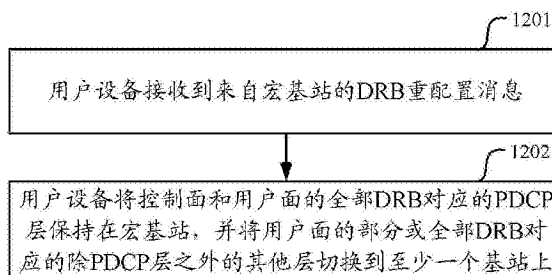 1201
用户设备接收到来自宏基站的DRB重配置消息
1202
用户设备将控制面和用户面的全部DRB对应的PDCP
层保持在宏基站，并将用户面的部分或全部DRB对
应的除PDCP层之外的其他层切换到至少一个基站上